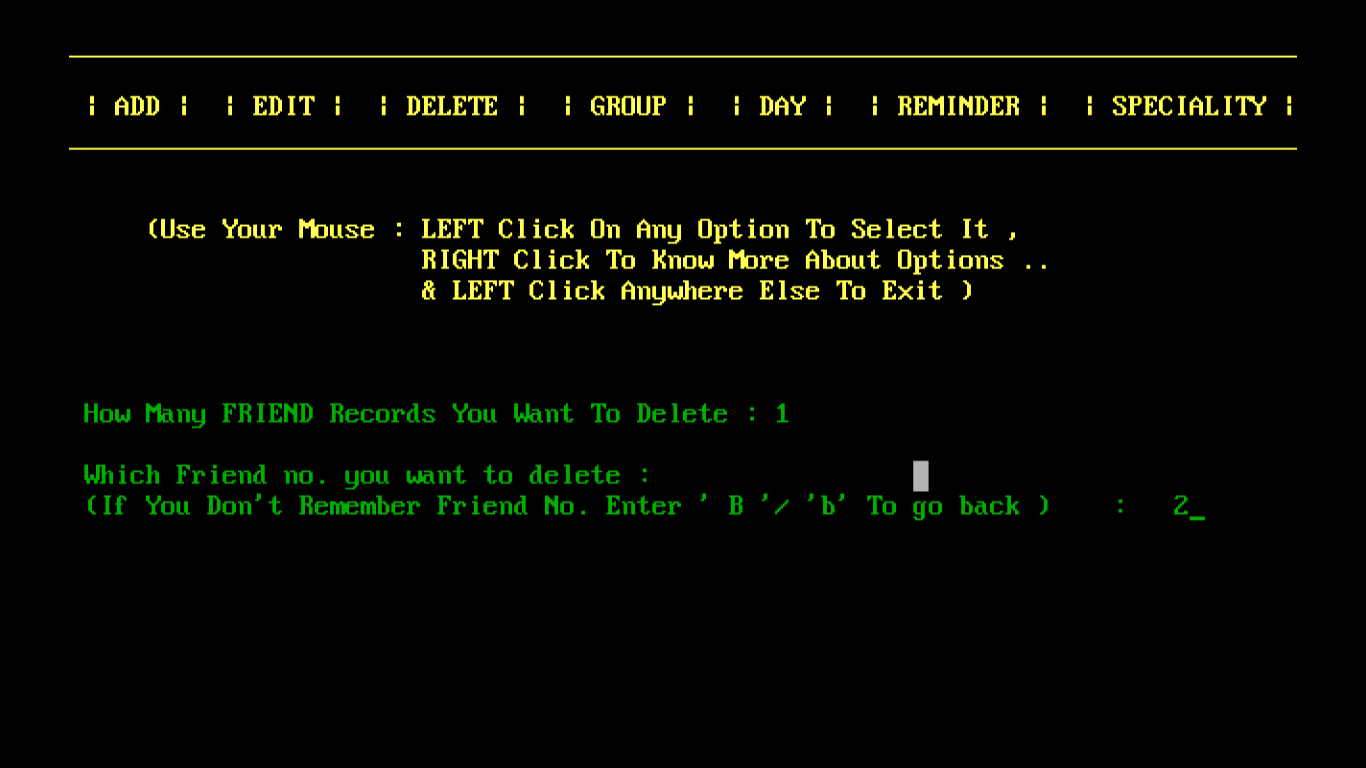 ¦ ADD ¦ ¦ EDIT ¦ ¦ DELETE ¦ ¦ GROUP ¦ ¦ DAY ¦ ¦ REMINDER ¦ ¦ SPECIALITY ¦
(Use Your Mouse : LEFT Click On Any Option To Select It ,
RIGHT Click To Know More About Options ..
& LEFT Click Anywhere Else To Exit )
How Many FRIEND Records You Want To Delete : 1
Which Friend no. you want to delete :
(If You Don't Remember Friend No. Enter ' B '/ 'b' To go back ) : 2_